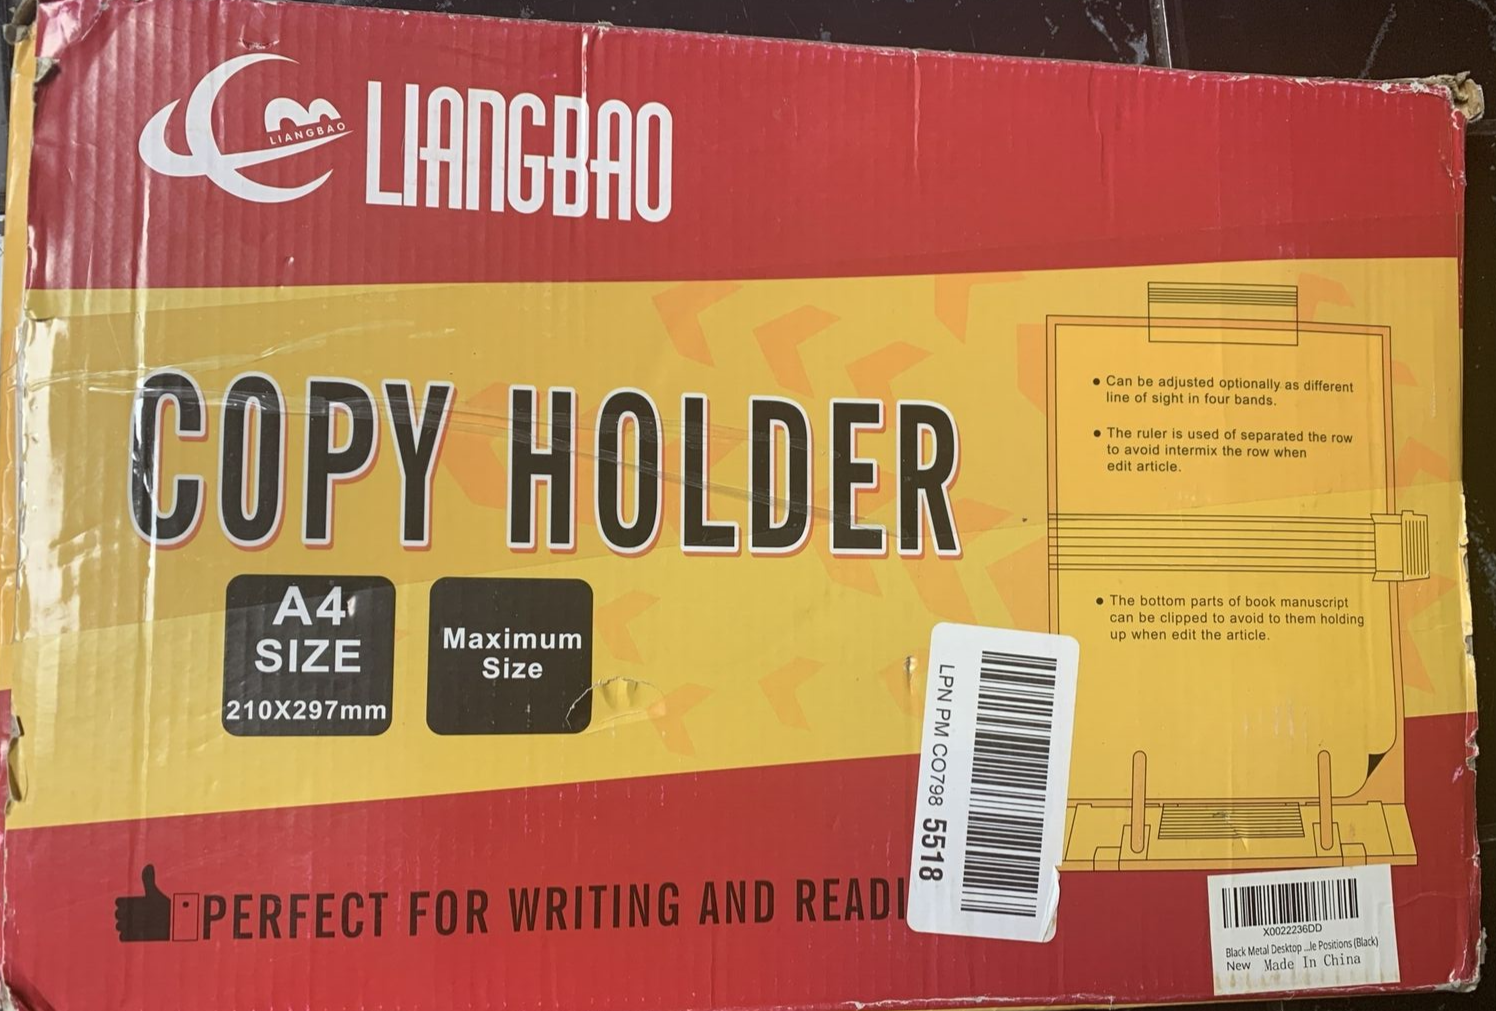 LIANGBAO
LIANGBAO
COPY HOLDER
A4
SIZE
210X297mm
Maximum
Size
● Can be adjusted optionally as different
line of sight in four bands.
● The ruler is used of separated the row
to avoid intermix the row when
edit article.
● The bottom parts of book manuscript
can be clipped to avoid to them holding
up when edit the article.
LPN PM CO798 5518
PERFECT FOR WRITING AND READI
X0022236DD
Black Metal Desktop ...le Positions (Black)
New Made In China